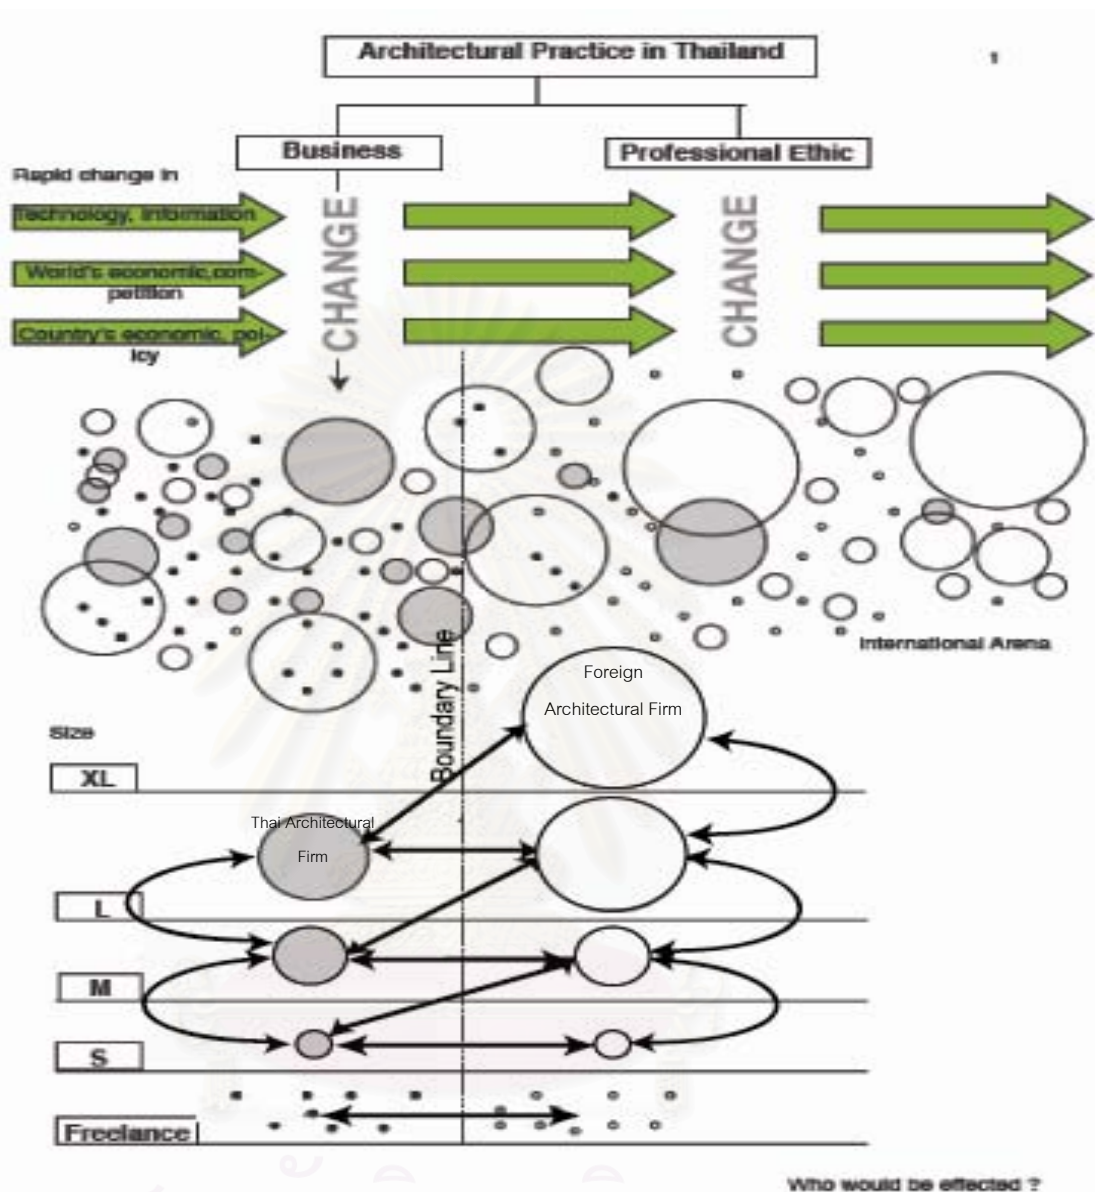 Architectural Practice in Thailand
1
Business
Professional Ethic
Rapid change in
Technology, Information
World's economic,com-
petition
Country's economic, pol-
icy
CHANGE
CHANGE
International Arena
Boundary Line
Size
Foreign
Architectural Firm
XL
Thai Architectural
Firm
L
M
S
Freelance
Who would be effected ?